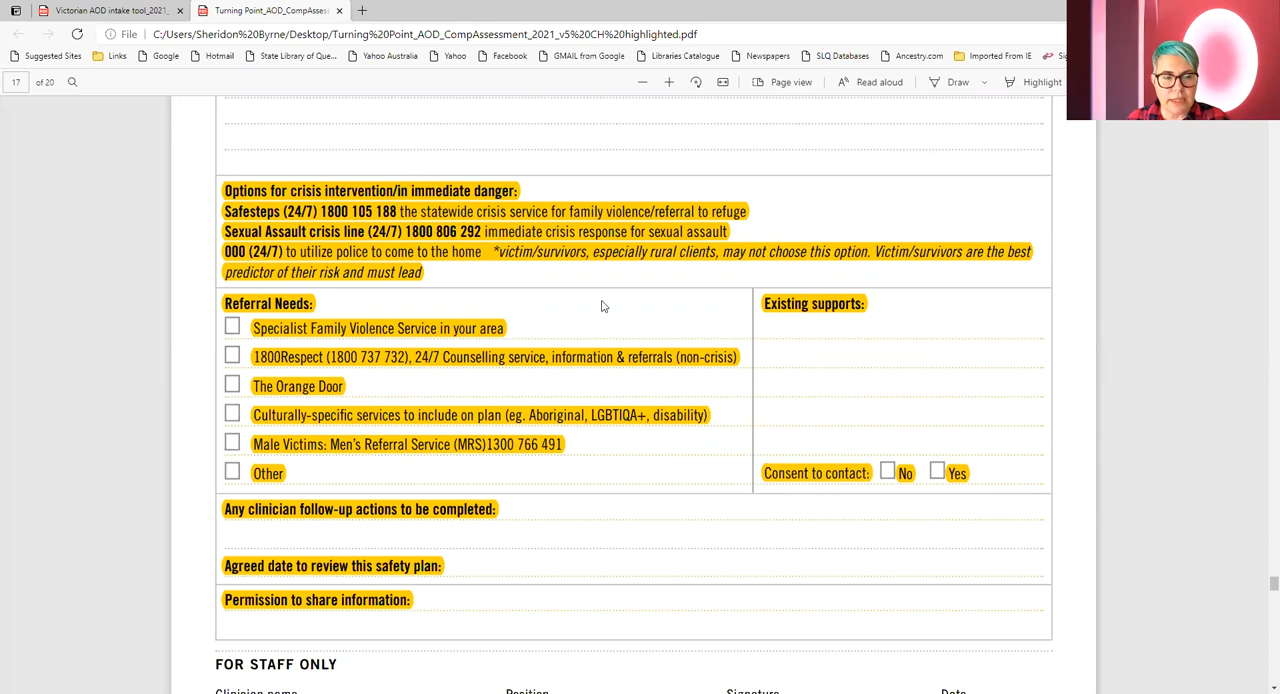 Victorian AOD intake tool_2021_
Turning Point_AOD_CompAssess
File
C:/Users/Sheridon%20Byrne/Desktop/Turning%20Point_AOD_CompAssessment_2021_v5%20CH%20highlighted.pdf
Suggested Sites
Links
Google
Hotmail
State Library of Que...
Yahoo Australia
Yahoo
Facebook
GMAIL from Google
Libraries Catalogue
Newspapers
SLQ Databases
Ancestry.com
Imported From IE
17 of 20
Page view
Read aloud
Draw
Highlight
Options for crisis intervention/in immediate danger:
Safesteps (24/7) 1800 105 188 the statewide crisis service for family violence/referral to refuge
Sexual Assault crisis line (24/7) 1800 806 292 immediate crisis response for sexual assault
000 (24/7) to utilize police to come to the home *victim/survivors, especially rural clients, may not choose this option. Victim/survivors are the best
predictor of their risk and must lead
Referral Needs:
Specialist Family Violence Service in your area
1800Respect (1800 737 732), 24/7 Counselling service, information & referrals (non-crisis)
The Orange Door
Culturally-specific services to include on plan (eg. Aboriginal, LGBTIQA+, disability)
Male Victims: Men's Referral Service (MRS)1300 766 491
Other
Existing supports:
Consent to contact: No Yes
Any clinician follow-up actions to be completed:
Agreed date to review this safety plan:
Permission to share information:
FOR STAFF ONLY
Clinician name Position Signature Date